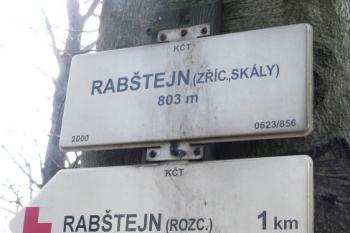 KČT
RABŠTEJN (ZŘÍC.,SKÁLY)
803 m
2000 0623/856
KČT
RABŠTEJN (ROZC.) 1 km